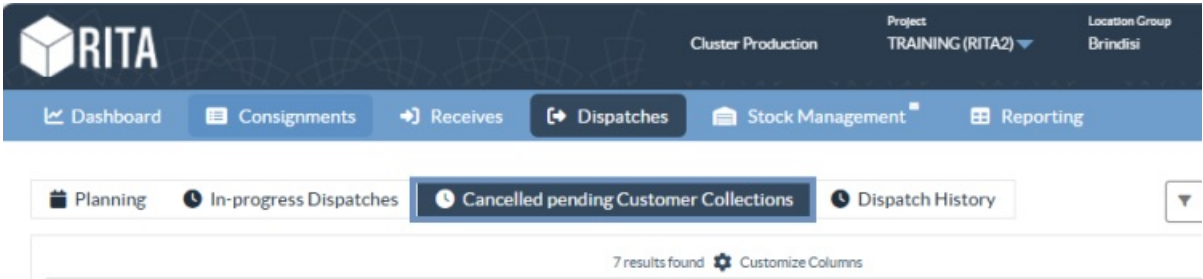 RITA
Cluster Production
Project
TRAINING (RITA2)
Location Group
Brindisi
Dashboard
Consignments
Receives
Dispatches
Stock Management
Reporting
Planning
In-progress Dispatches
Cancelled pending Customer Collections
Dispatch History
7 results found
Customize Columns